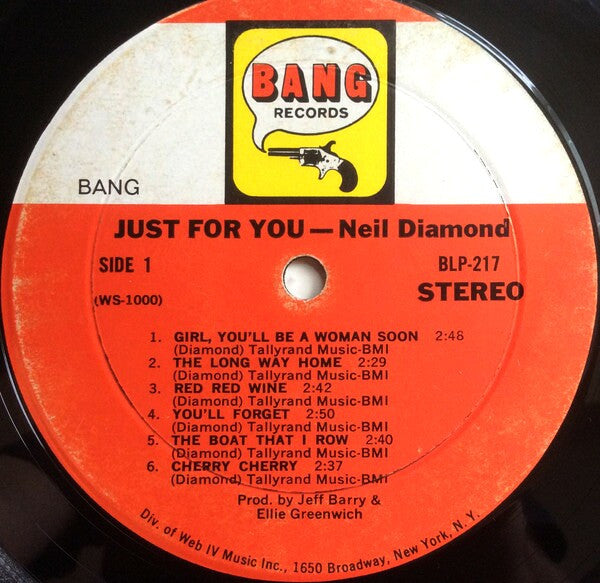 BANG
RECORDS
BANG
JUST FOR YOU — Neil Diamond
SIDE 1
BLP-217
(WS-1000)
STEREO
1. GIRL, YOU'LL BE A WOMAN SOON 2:48
(Diamond) Tallyrand Music-BMI
2. THE LONG WAY HOME 2:29
(Diamond) Tallyrand Music-BMI
3. RED RED WINE 2:42
(Diamond) Tallyrand Music-BMI
4. YOU'LL FORGET 2:50
(Diamond) Tallyrand Music-BMI
5. THE BOAT THAT I ROW 2:40
(Diamond) Tallyrand Music-BMI
6. CHERRY CHERRY 2:37
(Diamond) Tallyrand Music-BMI
Prod. by Jeff Barry &
Ellie Greenwich
Div. of Web IV Music Inc., 1650 Broadway, New York, N. Y.